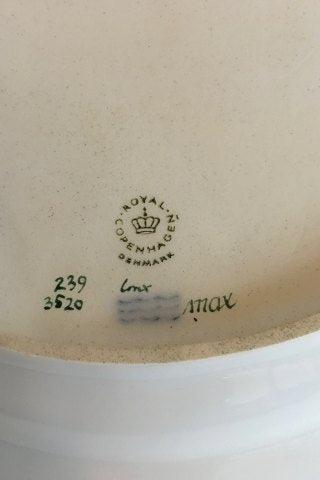 ROYAL
COPENHAGEN
DENMARK
239
3520
max